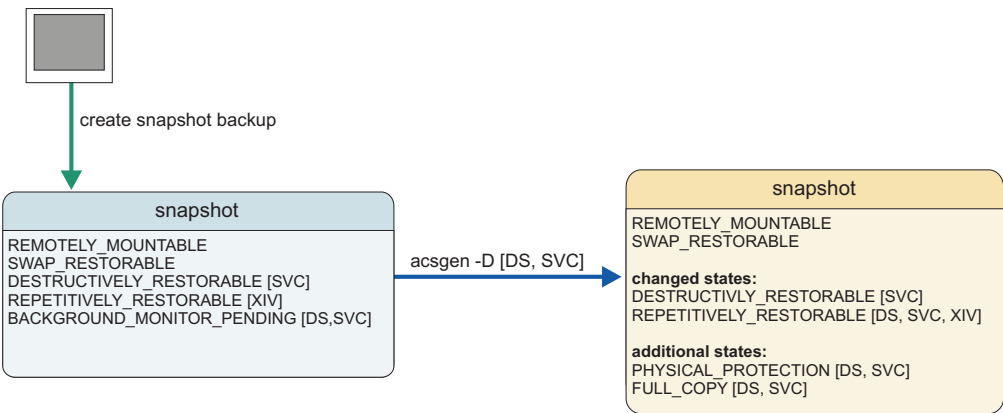 create snapshot backup
snapshot
REMOTELY_MOUNTABLE
SWAP_RESTORABLE
DESTRUCTIVELY_RESTORABLE [SVC]
REPETITIVELY_RESTORABLE [XIV]
BACKGROUND_MONITOR_PENDING [DS,SVC]
acsgen -D [DS, SVC]
snapshot
REMOTELY_MOUNTABLE
SWAP_RESTORABLE
changed states:
DESTRUCTIVLY_RESTORABLE [SVC]
REPETITIVELY_RESTORABLE [DS, SVC, XIV]
additional states:
PHYSICAL_PROTECTION [DS, SVC]
FULL_COPY [DS, SVC]